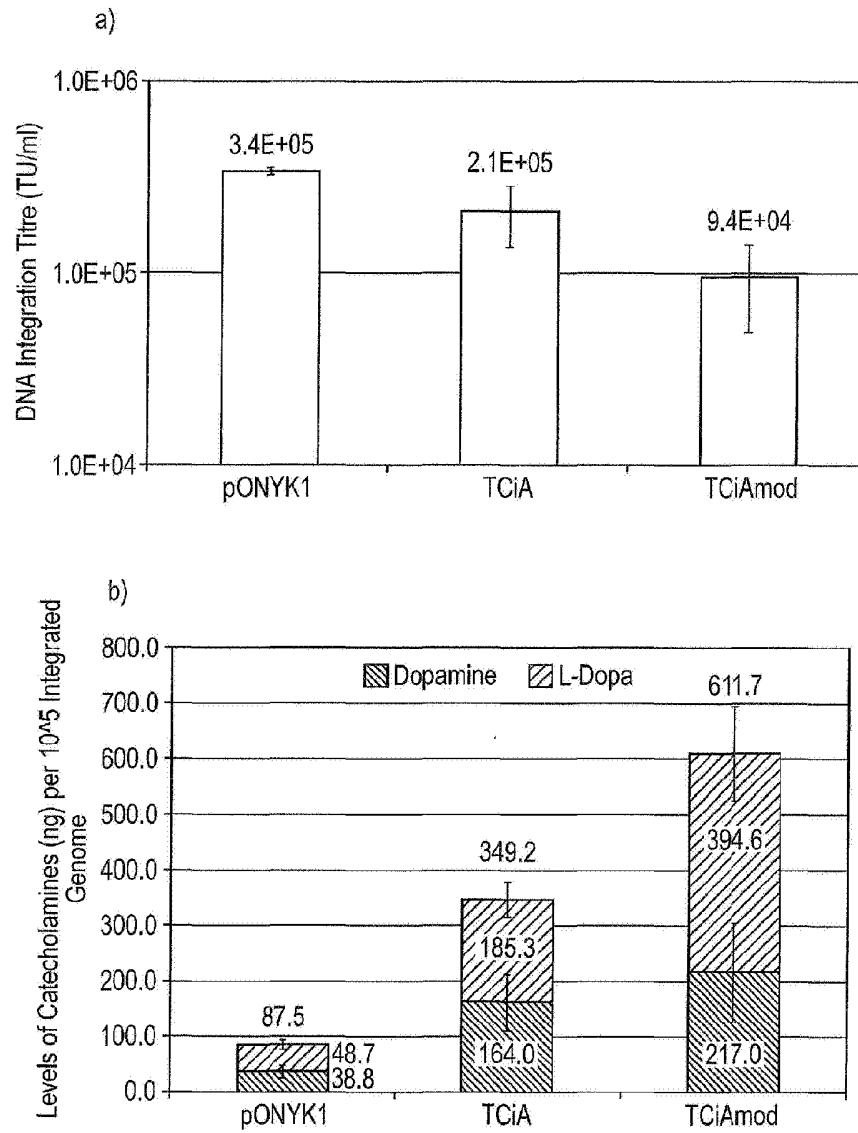 a)
DNA Integration Titre (TU/ml)
1.0E+06
1.0E+05
1.0E+04
3.4E+05
2.1E+05
9.4E+04
pONYK1 TCiA TCiAmod
b)
Levels of Catecholamines (ng) per 10^5 Integrated
Genome
800.0
700.0
600.0
500.0
400.0
300.0
200.0
100.0
0.0
Dopamine L-Dopa
87.5
48.7
38.8
349.2
185.3
164.0
611.7
394.6
217.0
pONYK1 TCiA TCiAmod